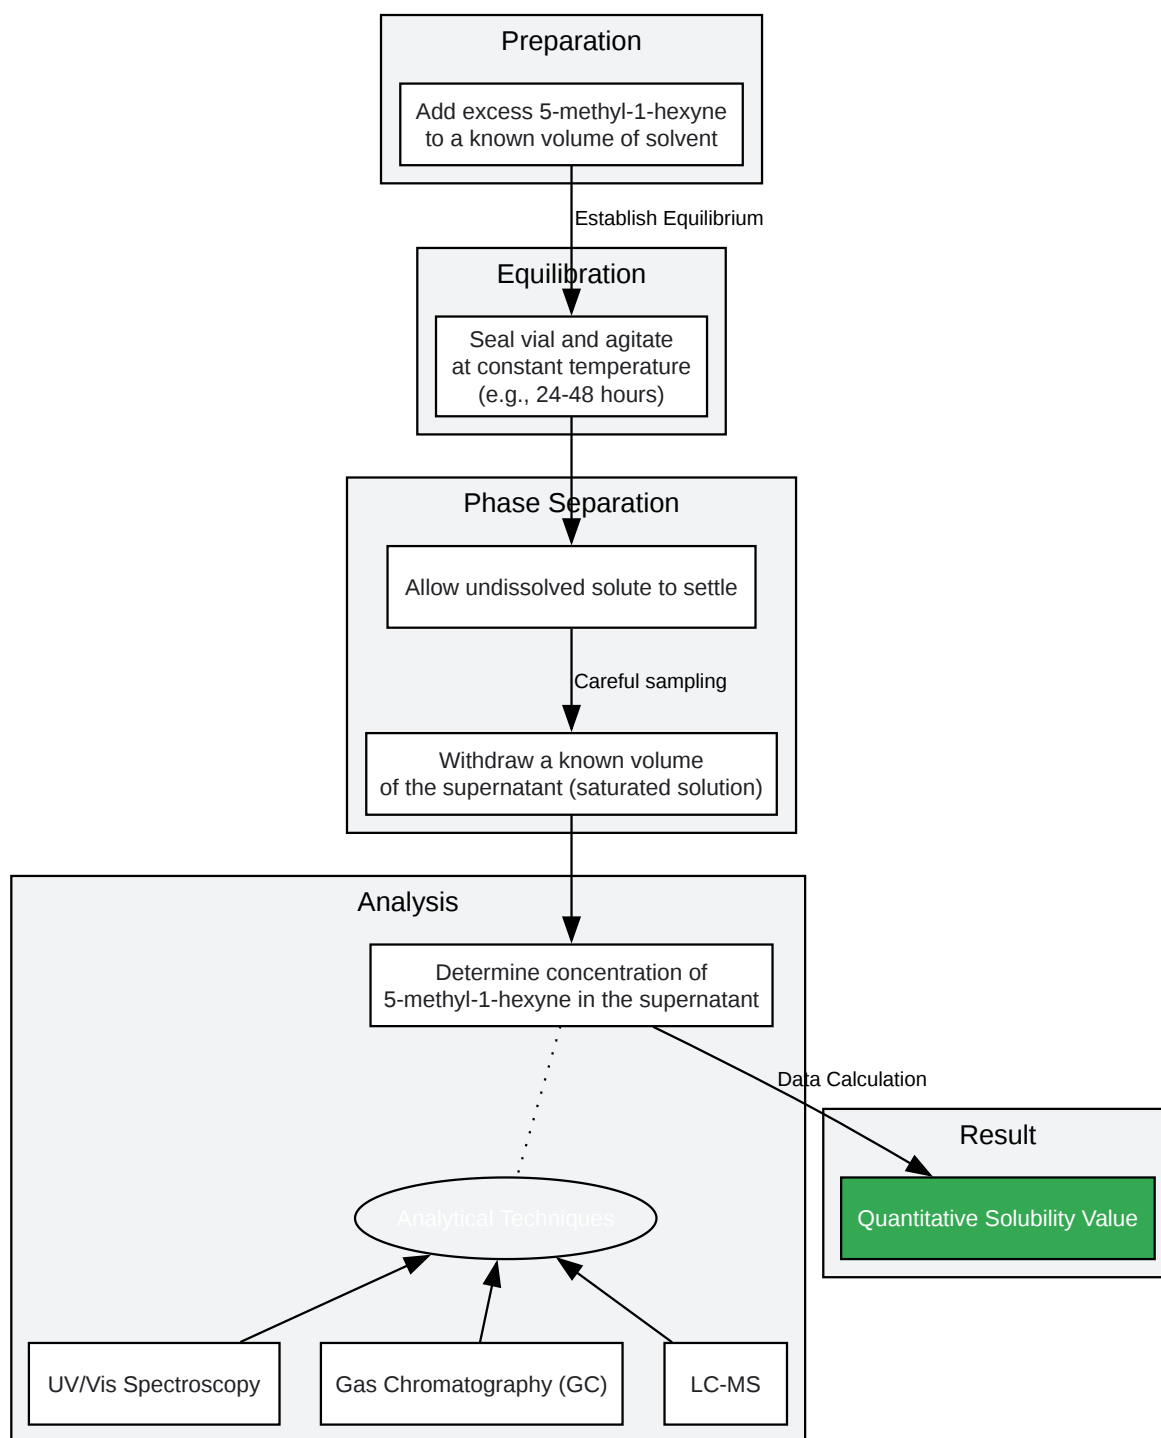 Preparation
Add excess 5-methyl-1-hexyne
to a known volume of solvent
Establish Equilibrium
Equilibration
Seal vial and agitate
at constant temperature
(e.g., 24-48 hours)
Phase Separation
Allow undissolved solute to settle
Careful sampling
Withdraw a known volume
of the supernatant (saturated solution)
Analysis
Determine concentration of
5-methyl-1-hexyne in the supernatant
Data Calculation
Result
Quantitative Solubility Value
Analytical Techniques
UV/Vis Spectroscopy
Gas Chromatography (GC)
LC-MS